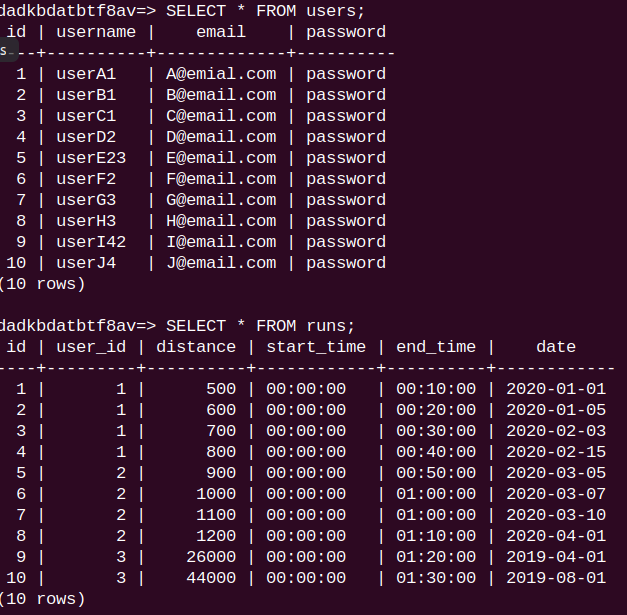 dadkbdatbtf8av=> SELECT * FROM users;
id | username |    email    | password
s
----+----------+-------------+----------
  1 | userA1   | A@emial.com | password
  2 | userB1   | B@email.com | password
  3 | userC1   | C@email.com | password
  4 | userD2   | D@email.com | password
  5 | userE23  | E@email.com | password
  6 | userF2   | F@email.com | password
  7 | userG3   | G@email.com | password
  8 | userH3   | H@email.com | password
  9 | userI42  | I@email.com | password
 10 | userJ4   | J@email.com | password
(10 rows)

dadkbdatbtf8av=> SELECT * FROM runs;
 id | user_id | distance | start_time | end_time |    date
----+---------+----------+------------+----------+------------
  1 |       1 |      500 | 00:00:00   | 00:10:00 | 2020-01-01
  2 |       1 |      600 | 00:00:00   | 00:20:00 | 2020-01-05
  3 |       1 |      700 | 00:00:00   | 00:30:00 | 2020-02-03
  4 |       1 |      800 | 00:00:00   | 00:40:00 | 2020-02-15
  5 |       2 |      900 | 00:00:00   | 00:50:00 | 2020-03-05
  6 |       2 |     1000 | 00:00:00   | 01:00:00 | 2020-03-07
  7 |       2 |     1100 | 00:00:00   | 01:00:00 | 2020-03-10
  8 |       2 |     1200 | 00:00:00   | 01:10:00 | 2020-04-01
  9 |       3 |    26000 | 00:00:00   | 01:20:00 | 2019-04-01
 10 |       3 |    44000 | 00:00:00   | 01:30:00 | 2019-08-01
(10 rows)